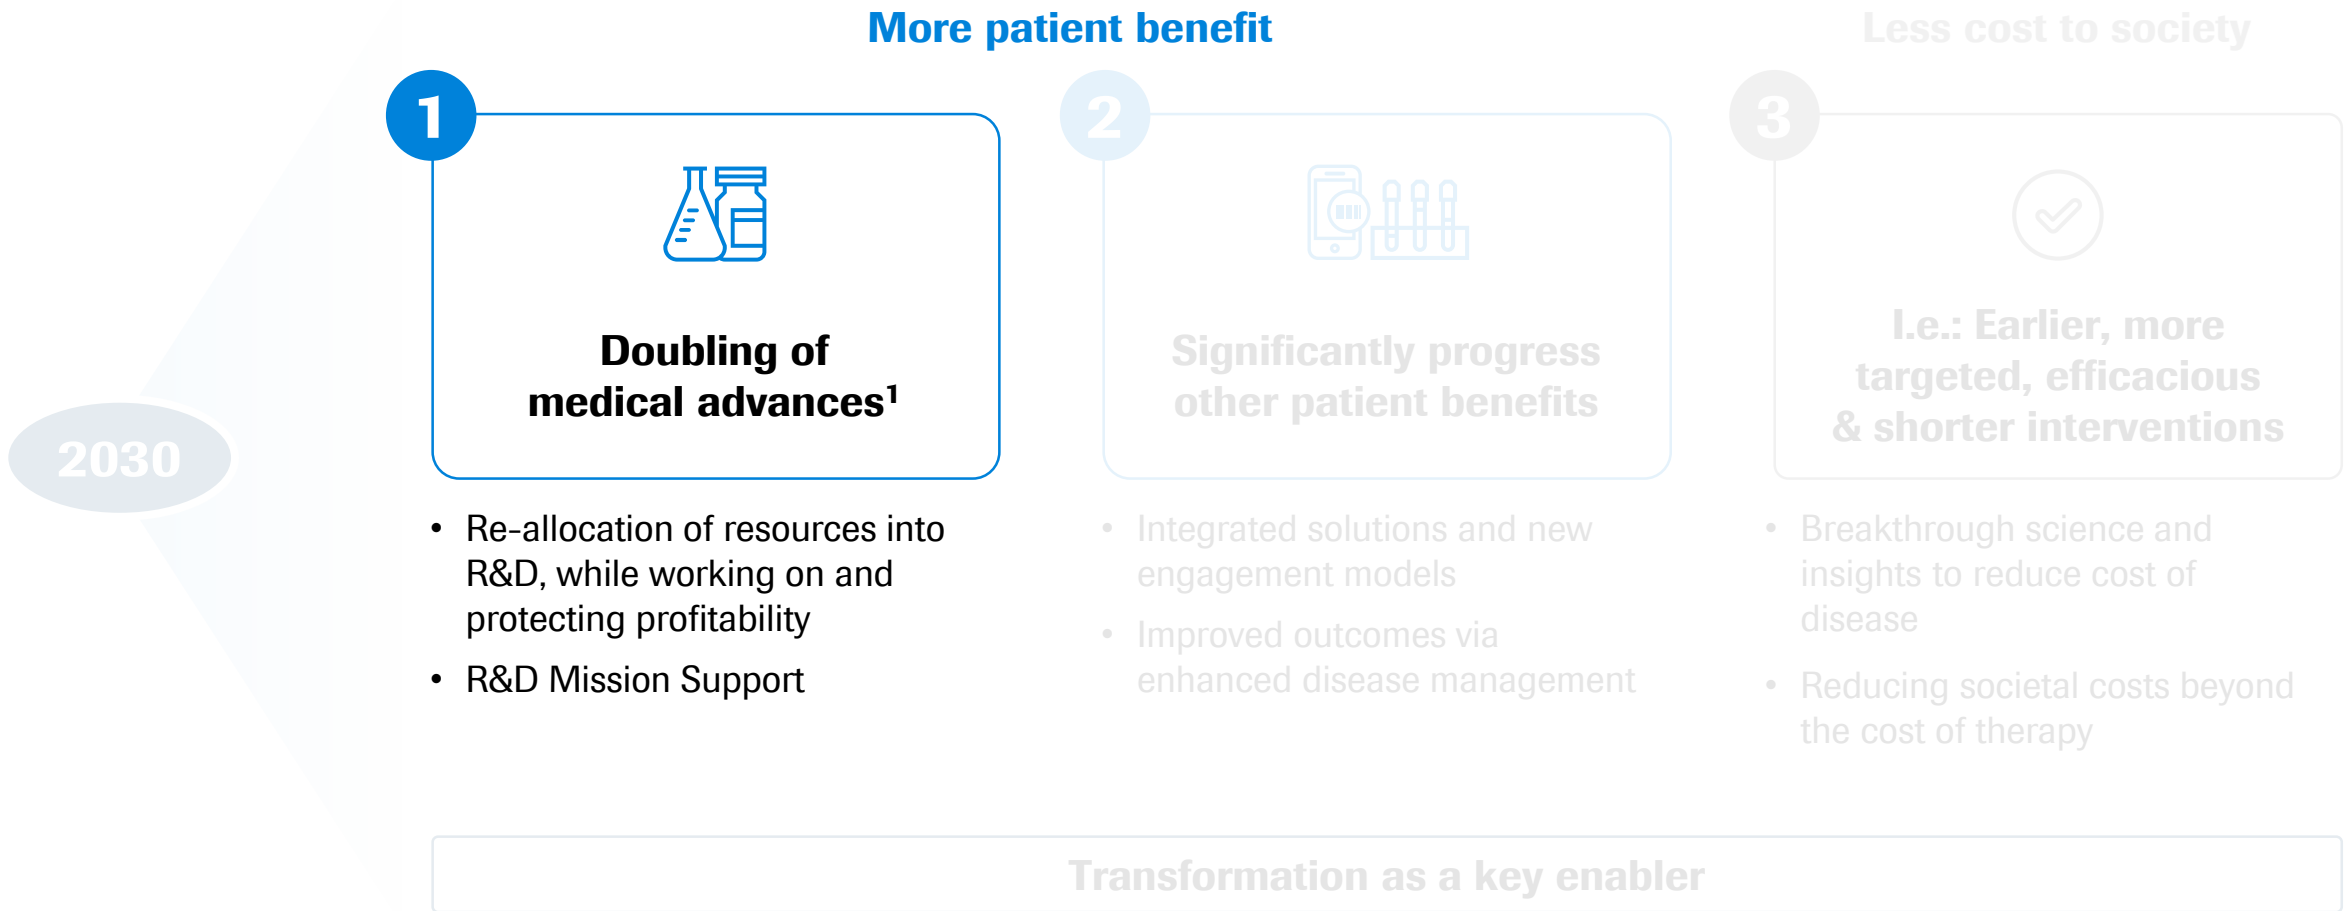 More patient benefit
Less cost to society
2030
1
Doubling of
medical advances¹
• Re-allocation of resources into
R&D, while working on and
protecting profitability
• R&D Mission Support
2
Significantly progress
other patient benefits
• Integrated solutions and new
engagement models
• Improved outcomes via
enhanced disease management
3
I.e.: Earlier, more
targeted, efficacious
& shorter interventions
• Breakthrough science and
insights to reduce cost of
disease
• Reducing societal costs beyond
the cost of therapy
Transformation as a key enabler